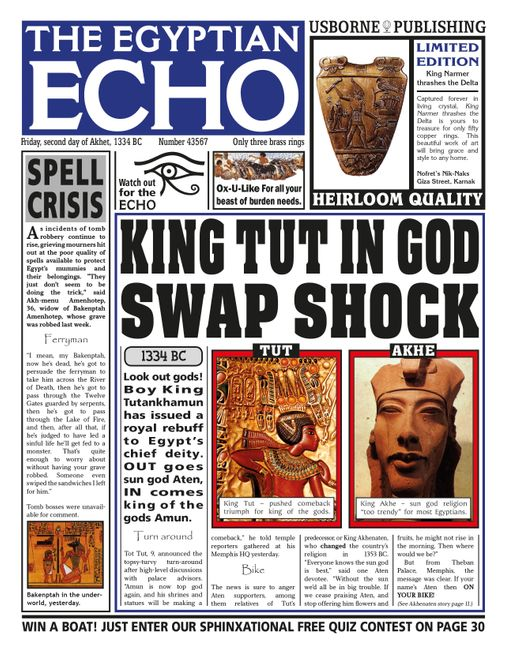 THE EGYPTIAN
ECHO
Friday, second day of Akhet, 1334 BC Number 43567 Only three brass rings
USBORNE PUBLISHING
LIMITED
EDITION
King Narmer
thrashes the Delta
Captured forever in
living crystal, King
Narmer thrashes the
Delta is yours to
treasure for only fifty
copper rings. This
beautiful work of art
will bring grace and
style to any home.
Nofret's Nik-Naks
Giza Street, Karnak
HEIRLOOM QUALITY
Watch out
for the
ECHO
Ox-U-Like For all your
beast of burden needs.
SPELL
CRISIS
As incidents of tomb
robbery continue to
rise, grieving mourners hit
out at the poor quality of
spells available to protect
Egypt's mummies and
their belongings. "They
just don't seem to be
doing the trick," said
Akh-menu Amenhotep,
36, widow of Bakenptah
Amenhotep, whose grave
was robbed last week.
Ferryman
"I mean, my Bakenptah,
now he's dead, he's got to
persuade the ferryman to
take him across the River
of Death, then he's got to
pass through the Twelve
Gates guarded by serpents,
then he's got to pass
through the Lake of Fire,
and then, after all that, if
he's judged to have led a
sinful life he'll get fed to a
monster. That's quite
enough to worry about
without having your grave
robbed. Someone even
swiped the sandwiches I left
for him."
Tomb bosses were unavail-
able for comment.
Bakenptah in the under-
world, yesterday.
KING TUT IN GOD
SWAP SHOCK
1334 BC
Look out gods!
Boy King
Tutankhamun
has issued a
royal rebuff
to Egypt's
chief deity.
OUT goes
sun god Aten,
IN comes
king of the
gods Amun.
Turn around
Tot Tut, 9, announced the
topsy-turvy turn-around
after high-level discussions
with palace advisors.
"Amun is now top god
again, and his shrines and
statues will be making a
TUT
King Tut – pushed comeback
triumph for king of the gods.
AKHE
King Akhe – sun god religion
"too trendy" for most Egyptians.
comeback," he told temple
reporters gathered at his
Memphis HQ yesterday.
Bike
The news is sure to anger
Aten supporters, among
them relatives of Tut's
predecessor, or King Akhenaten,
who changed the country's
religion in 1353 BC.
"Everyone knows the sun god
is best," said one Aten
devotee. "Without the sun
we'd all be in big trouble. If
we cease praising Aten, and
stop offering him flowers and
fruits, he might not rise in
the morning. Then where
would we be?"
But from the Theban
Palace, Memphis, the
message was clear. If your
name's Aten then ON
YOUR BIKE!
(See Akhenaten story page 11.)
WIN A BOAT! JUST ENTER OUR SPHINXATIONAL FREE QUIZ CONTEST ON PAGE 30